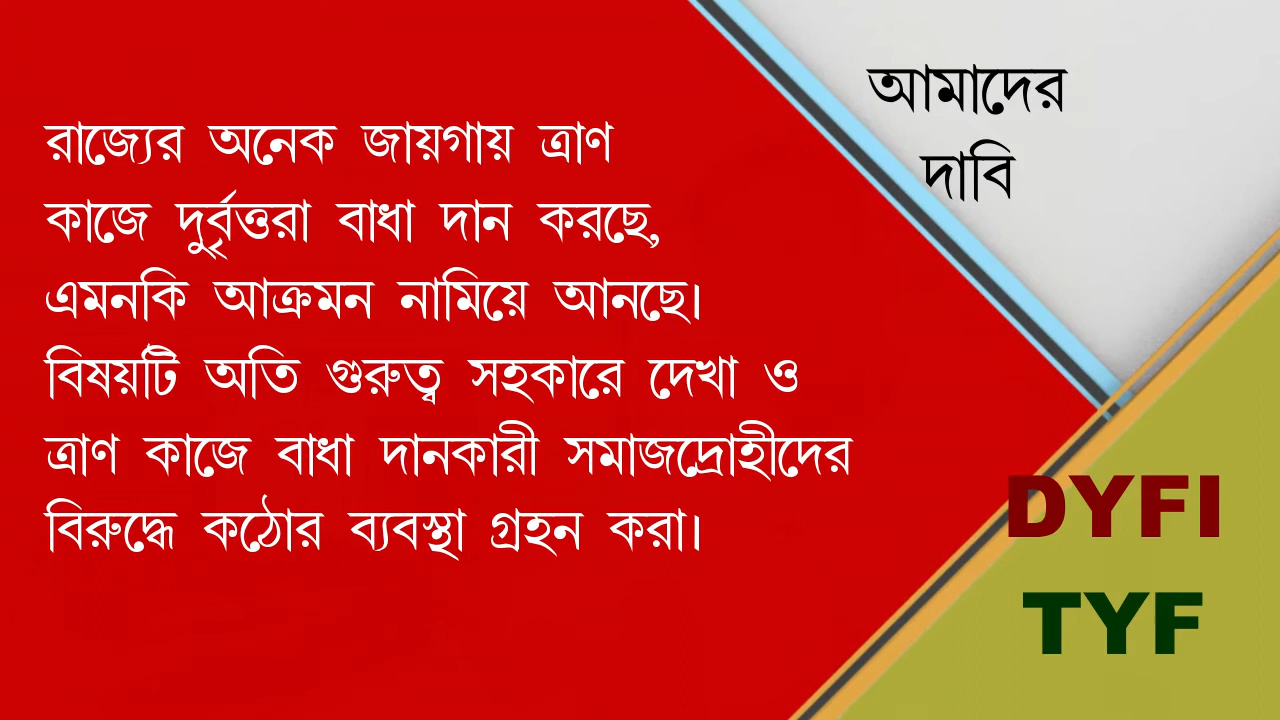 আমাদের
দাবি
রাজ্যের অনেক জায়গায় ত্রাণ
কাজে দুর্বৃত্তরা বাধা দান করছে,
এমনকি আক্রমন নামিয়ে আনছে।
বিষয়টি অতি গুরুত্ব সহকারে দেখা ও
ত্রাণ কাজে বাধা দানকারী সমাজদ্রোহীদের
বিরুদ্ধে কঠোর ব্যবস্থা গ্রহন করা।
DYFI
TYF